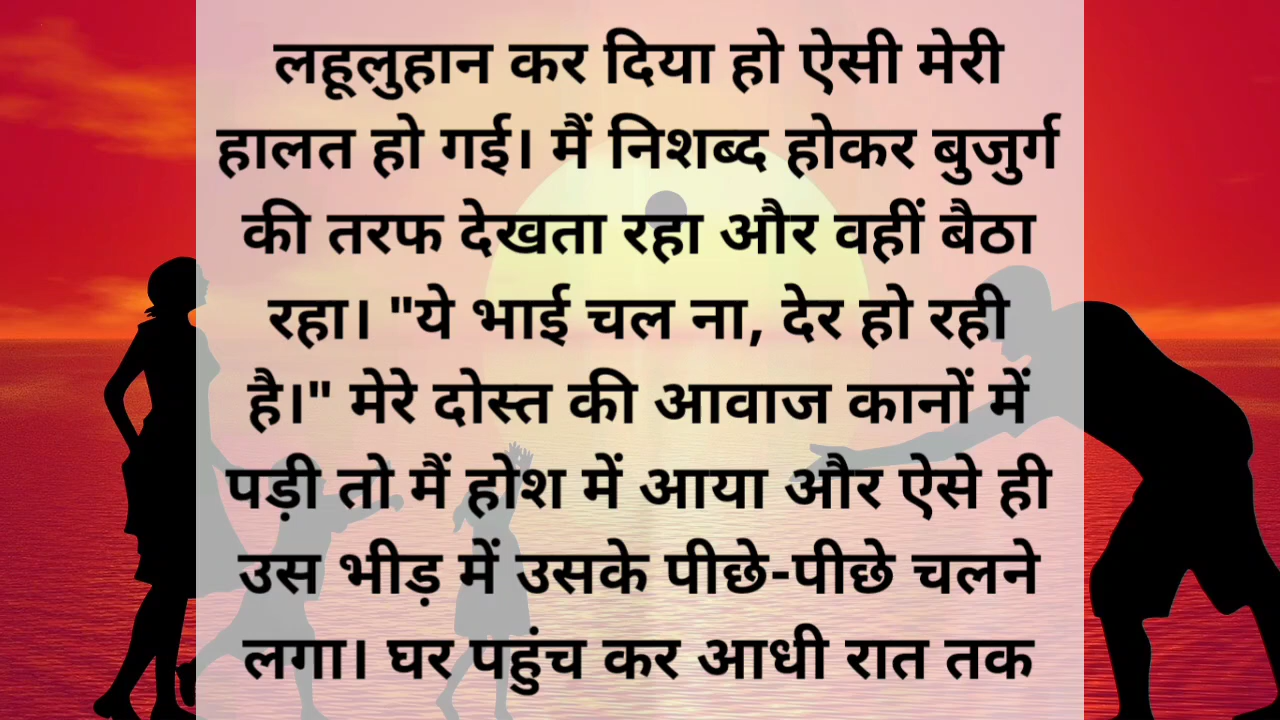 लहूलुहान कर दिया हो ऐसी मेरी
हालत हो गई। मैं निशब्द होकर बुजुर्ग
की तरफ देखता रहा और वहीं बैठा
रहा। "ये भाई चल ना, देर हो रही
है।" मेरे दोस्त की आवाज कानों में
पड़ी तो मैं होश में आया और ऐसे ही
उस भीड़ में उसके पीछे-पीछे चलने
लगा। घर पहुंच कर आधी रात तक